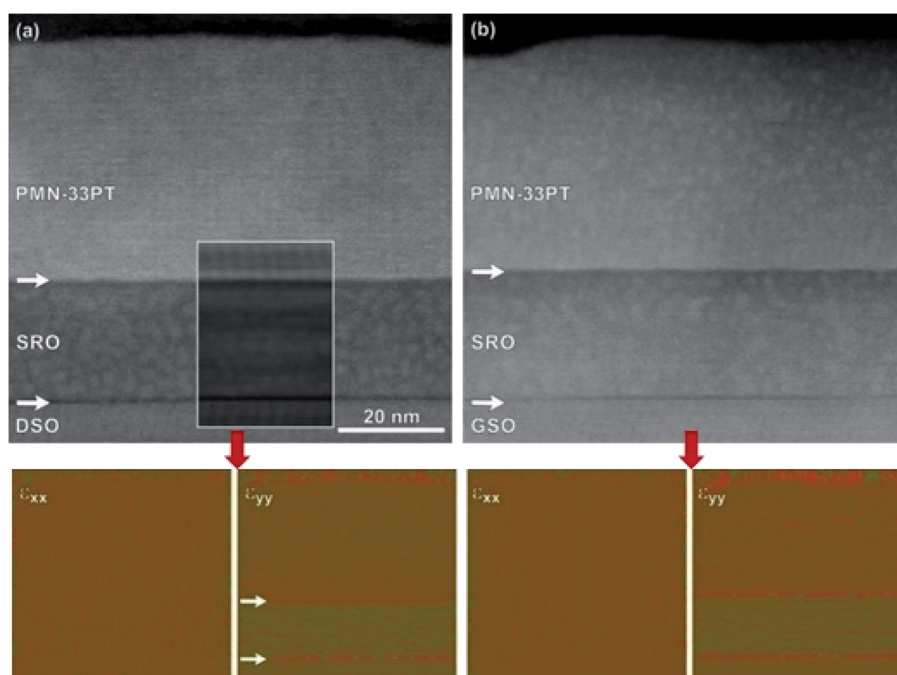 (a)
(b)
PMN-33PT
PMN-33PT
SRO
SRO
DSO
20 nm
GSO
εxx
εyy
εxx
εyy